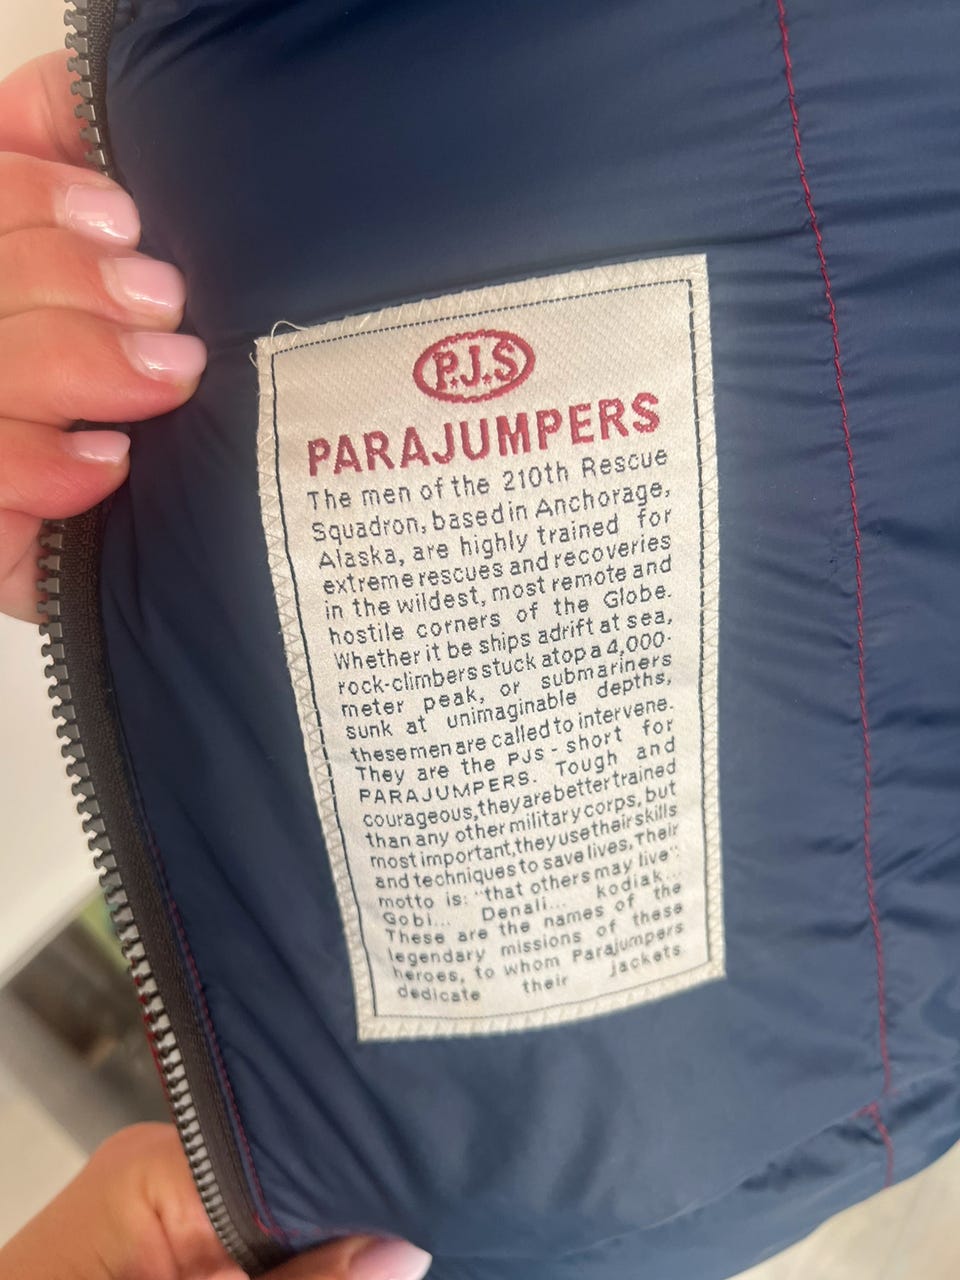 P.J.S
PARAJUMPERS
The men of the 210th Rescue
Squadron, based in Anchorage,
Alaska, are highly trained for
extreme rescues and recoveries
in the wildest, most remote and
hostile corners of the Globe.
Whether it be ships adrift at sea,
rock-climbers stuck atop a 4,000-
meter peak, or submariners
sunk at unimaginable depths,
these men are called to intervene.
They are the PJs - short for
PARAJUMPERS. Tough and
courageous, they are better trained
than any other military corps, but
most important, they use their skills
and techniques to save lives. Their
motto is: "that others may live".
Gobi... Denali... Kodiak...
These are the names of the
legendary missions of these
heroes, to whom Parajumpers
dedicate their jackets.